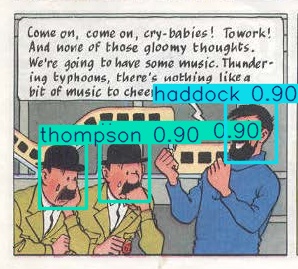 Come on, come on, cry-babies! To work!
And none of those gloomy thoughts.
We're going to have some music. Thunder-
ing typhoons, there's nothing like a
bit of music to cheer
haddock 0.90
thompson 0.90 0.90